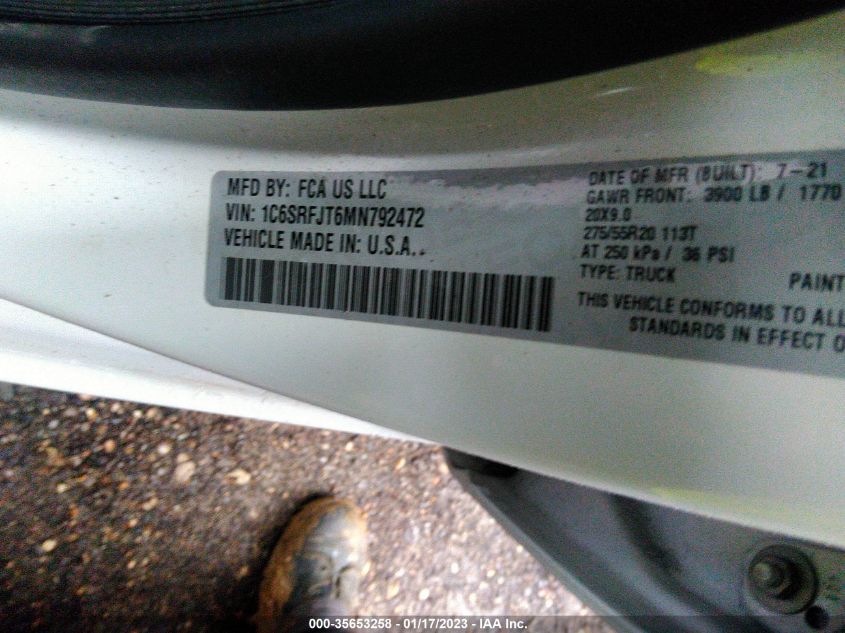 MFD BY: FCA US LLC
VIN: 1C6SRFJT6MN792472
VEHICLE MADE IN: U.S.A.
DATE OF MFR (BUILT): 7-21
GAWR FRONT: 3900 LB / 1770
20X9.0
275/55R20 113T
AT 250 kPa / 36 PSI
TYPE: TRUCK
PAINT
THIS VEHICLE CONFORMS TO ALL
STANDARDS IN EFFECT O
000-35653258 - 01/17/2023 - IAA Inc.